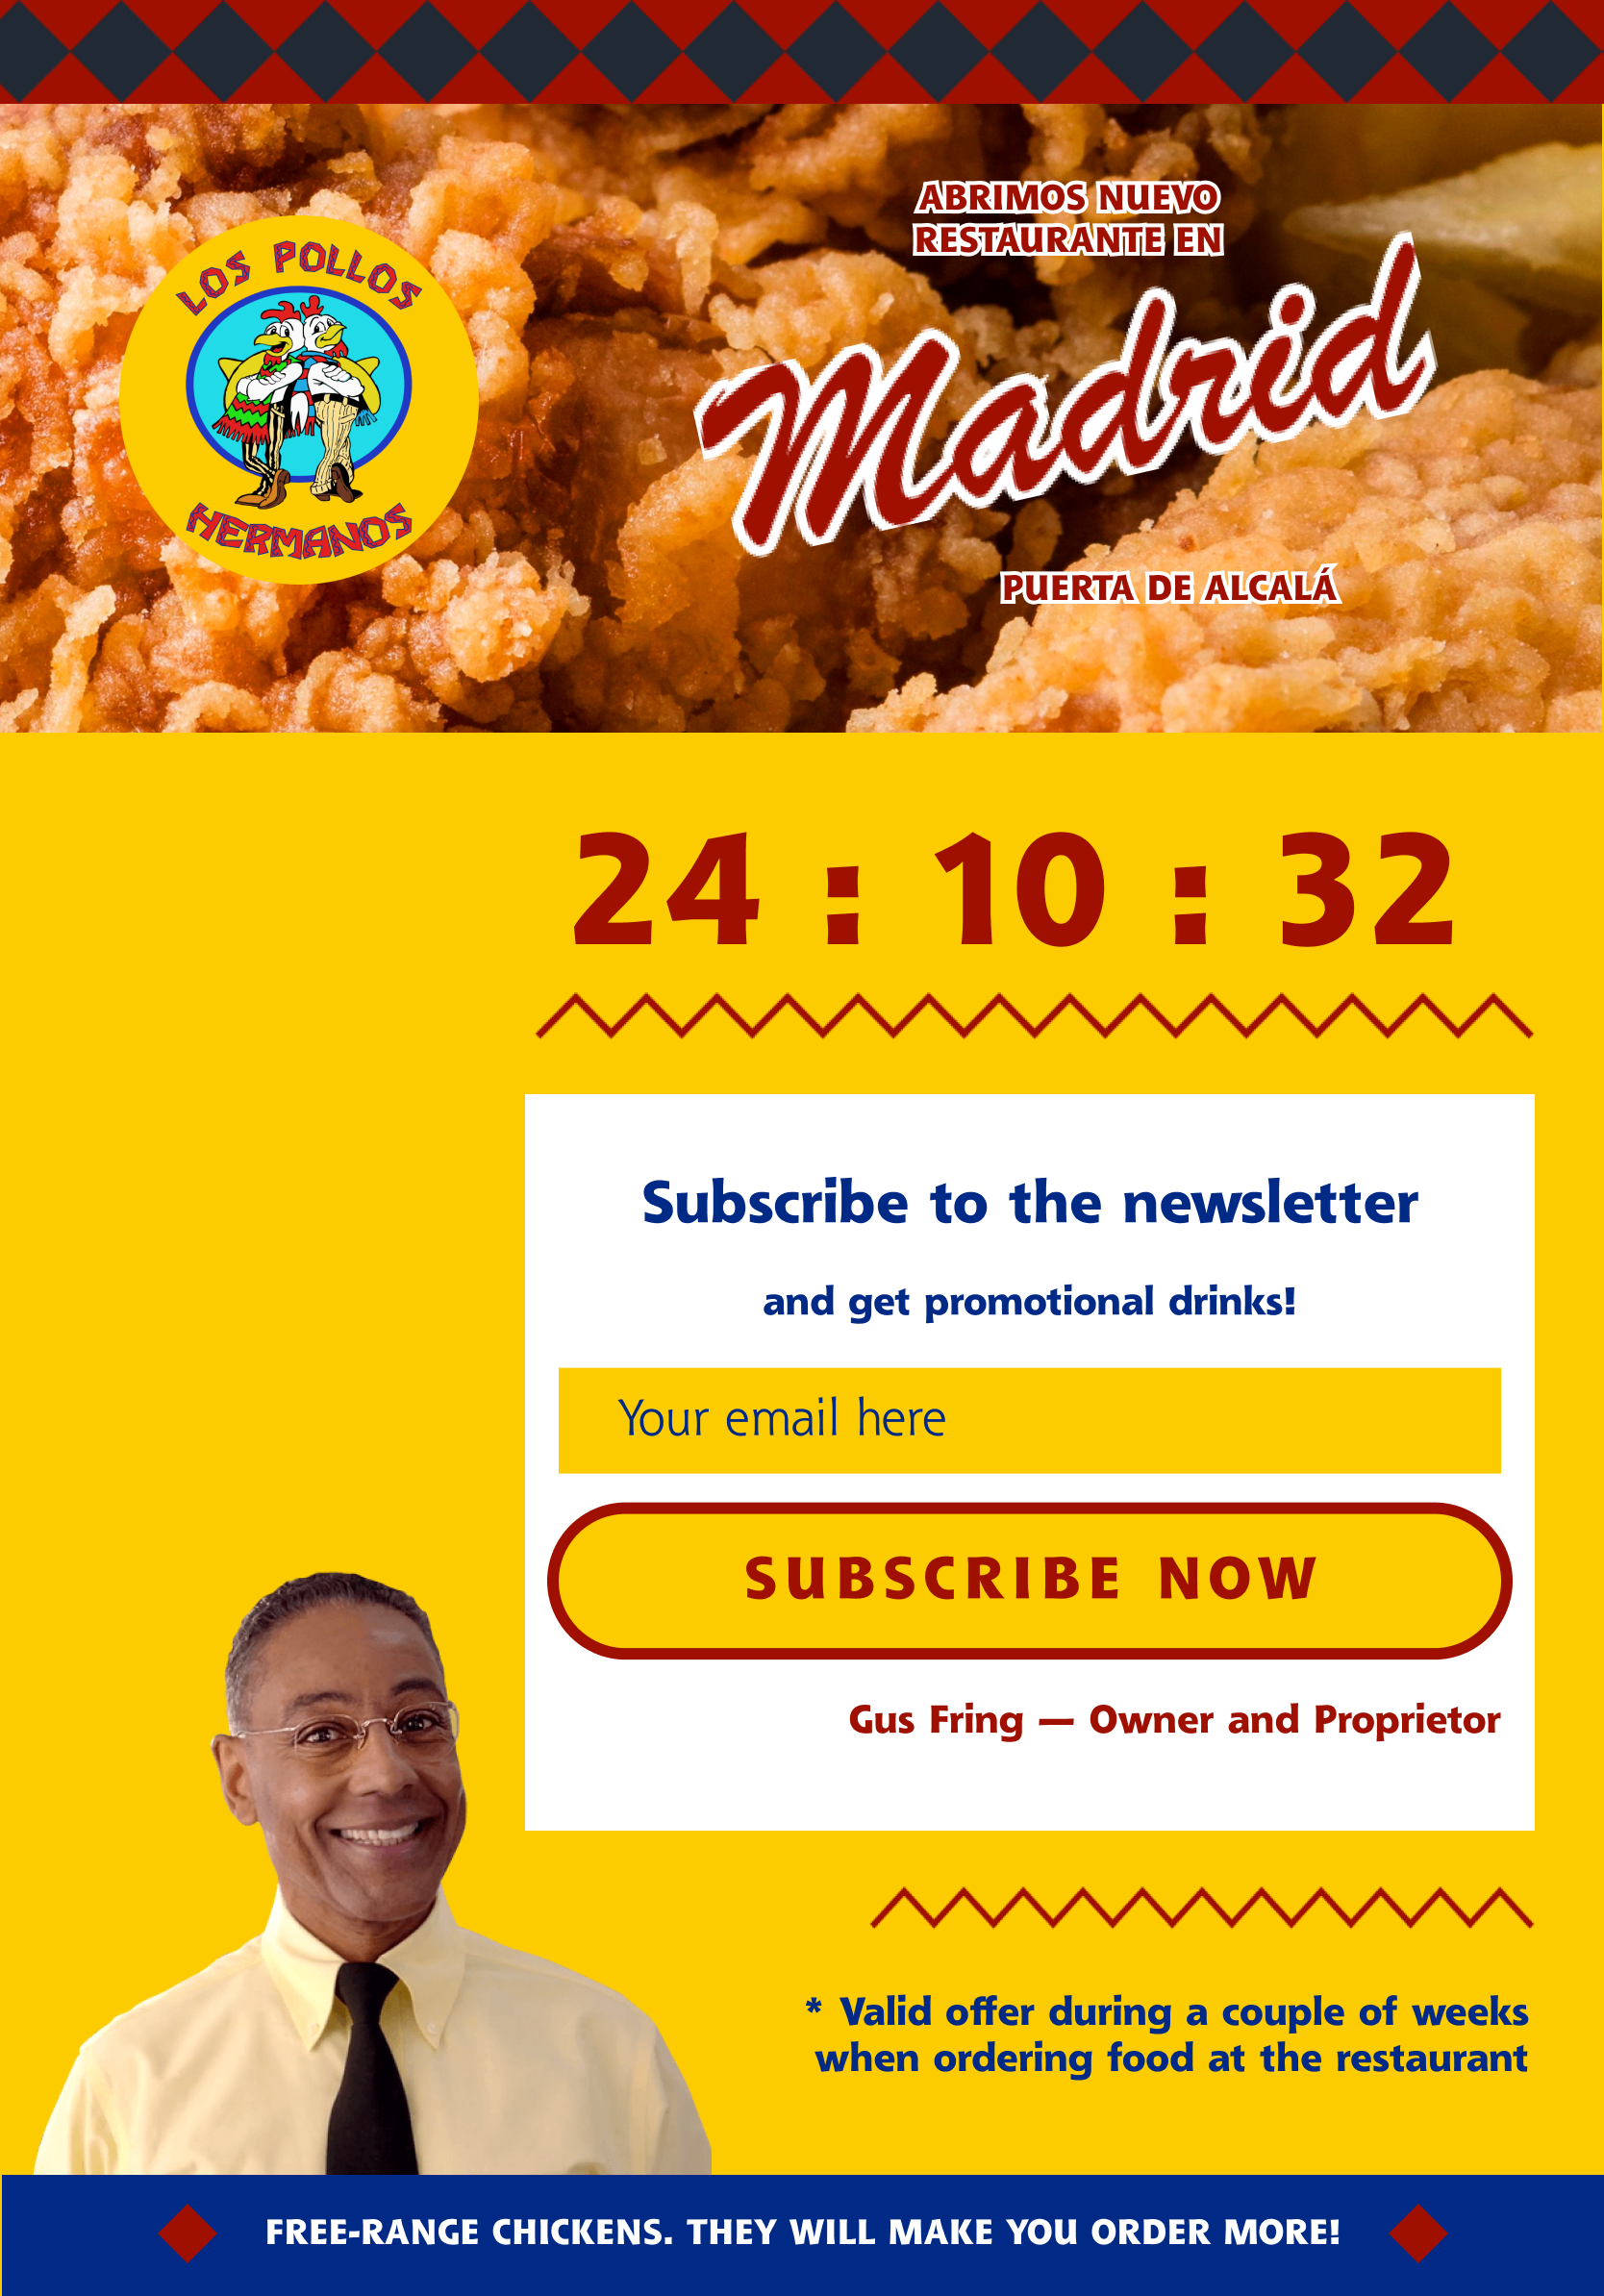 LOS POLLOS
HERMANOS
ABRIMOS NUEVO
RESTAURANTE EN
Madrid
PUERTA DE ALCALÁ
24 : 10 : 32
Subscribe to the newsletter
and get promotional drinks!
Your email here
SUBSCRIBE NOW
Gus Fring — Owner and Proprietor
* Valid offer during a couple of weeks
when ordering food at the restaurant
FREE-RANGE CHICKENS. THEY WILL MAKE YOU ORDER MORE!